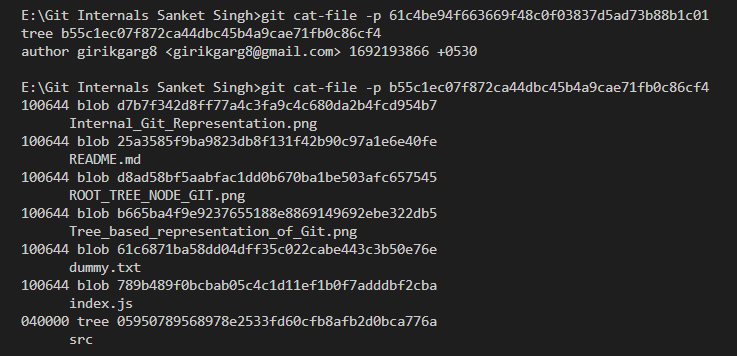 E:\Git Internals Sanket Singh>git cat-file -p 61c4be94f663669f48c0f03837d5ad73b88b1c01
tree b55c1ec07f872ca44dbc45b4a9cae71fb0c86cf4
author girikgarg8 <girikgarg8@gmail.com> 1692193866 +0530
E:\Git Internals Sanket Singh>git cat-file -p b55c1ec07f872ca44dbc45b4a9cae71fb0c86cf4
100644 blob d7b7f342d8ff77a4c3fa9c4c680da2b4fcd954b7
Internal_Git_Representation.png
100644 blob 25a3585f9ba9823db8f131f42b90c97a1e6e40fe
README.md
100644 blob d8ad58bf5aabfac1dd0b670ba1be503afc657545
ROOT_TREE_NODE_GIT.png
100644 blob b665ba4f9e9237655188e8869149692ebe322db5
Tree_based_representation_of_Git.png
100644 blob 61c6871ba58dd04dff35c022cabe443c3b50e76e
dummy.txt
100644 blob 789b489f0bcbab05c4c1d11ef1b0f7adddbf2cba
index.js
040000 tree 05950789568978e2533fd60cfb8afb2d0bca776a
src